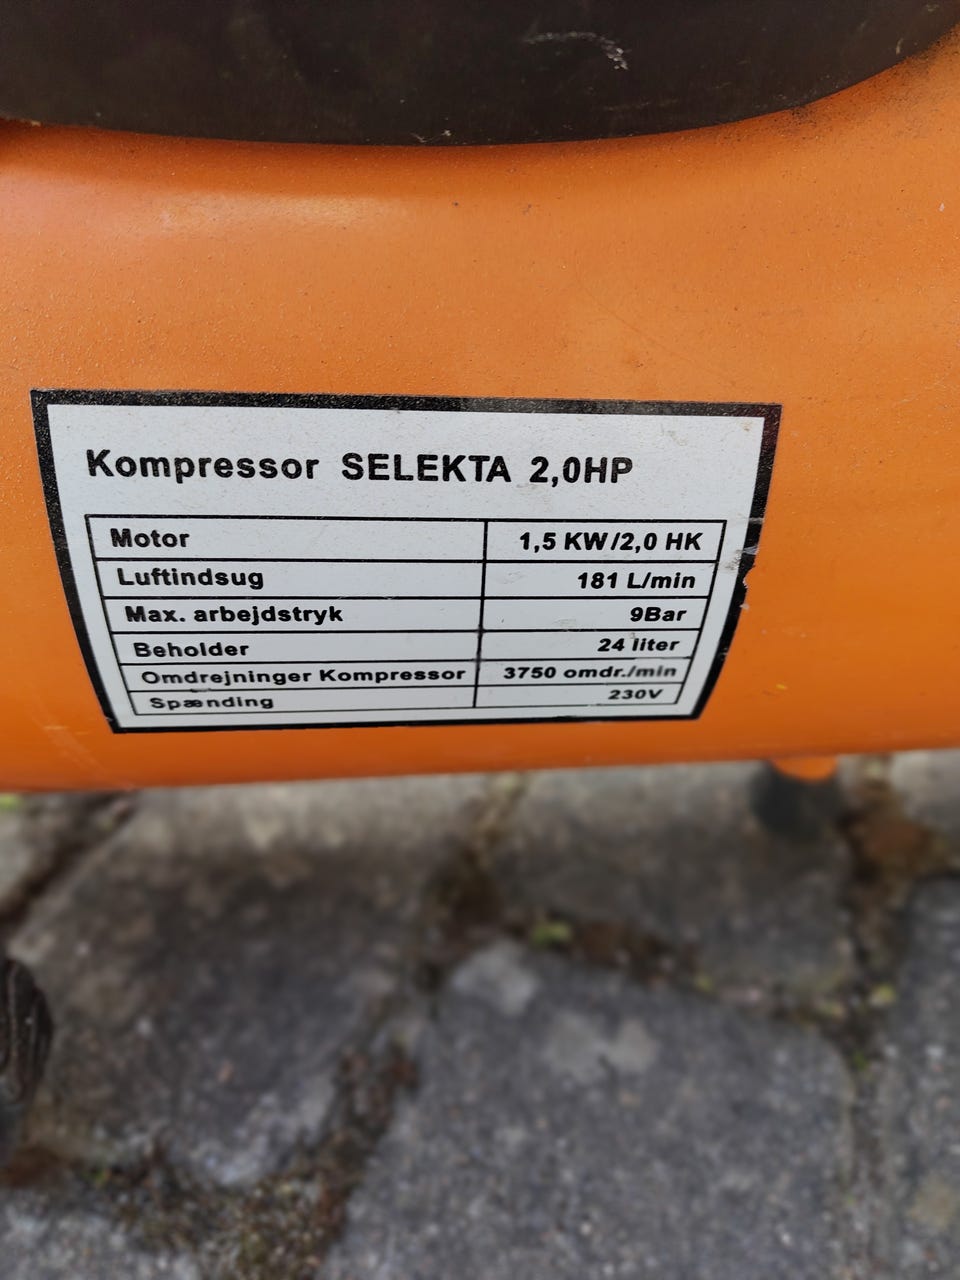 Kompressor SELEKTA 2,0HP
Motor 1,5 KW/2,0 HK
Luftindsug 181 L/min
Max. arbejdstryk 9Bar
Beholder 24 liter
Omdrejninger Kompressor 3750 omdr./min
Spænding 230V